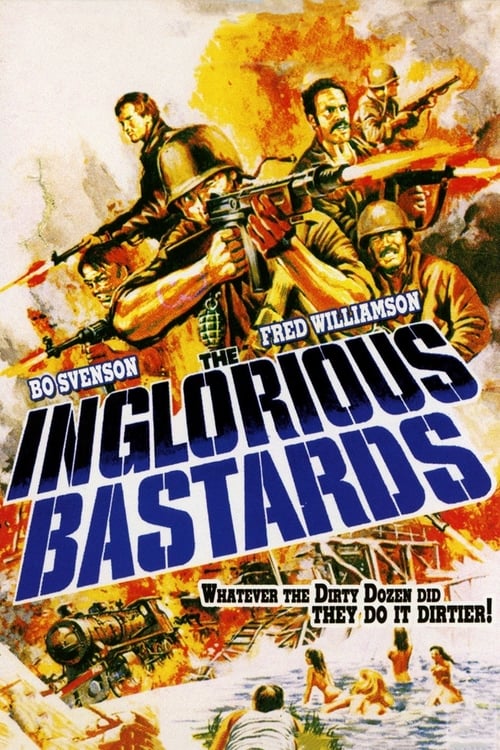 BO SVENSON
FRED WILLIAMSON
THE
INGLORIOUS
BASTARDS
WHATEVER THE DIRTY DOZEN DID
THEY DO IT DIRTIER!